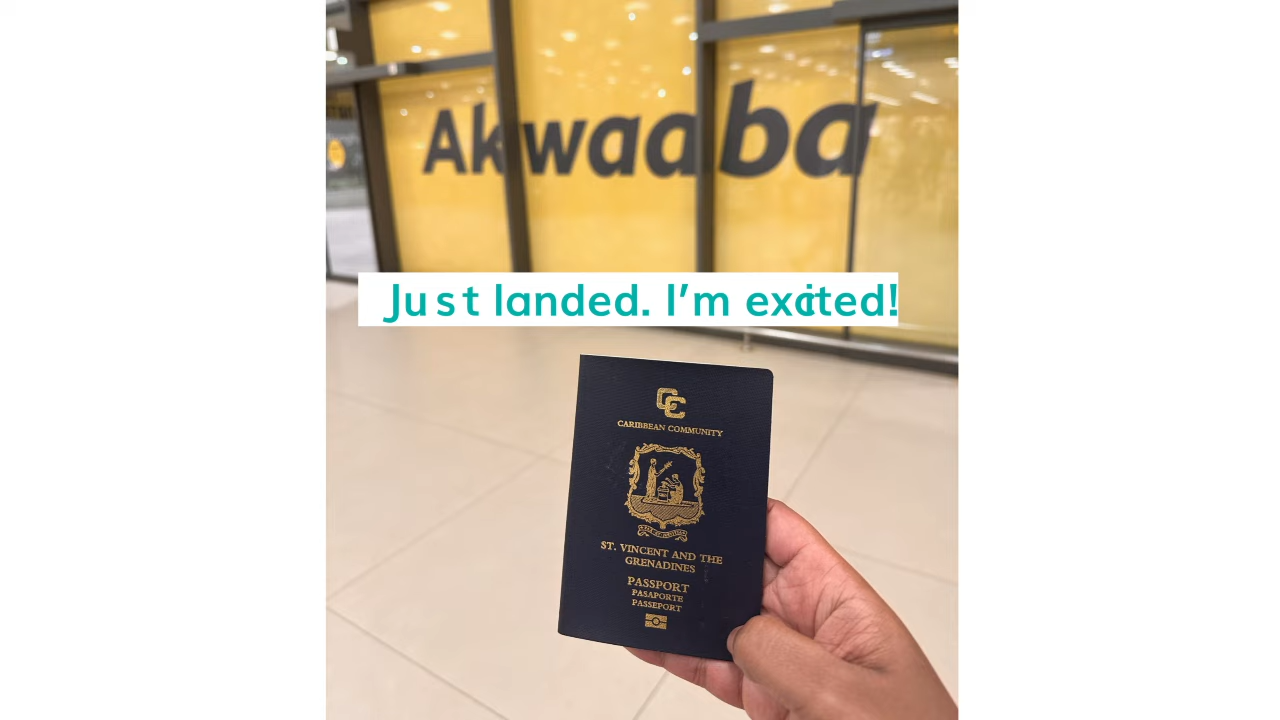 Akwaaba
Just landed. I'm excited!
CARIBBEAN COMMUNITY
ST. VINCENT AND THE
GRENADINES
PASSPORT
PASAPORTE
PASSEPORT